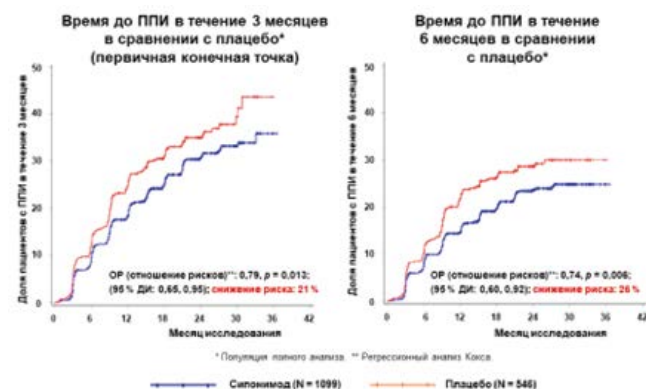 Время до ППИ в течение 3 месяцев
в сравнении с плацебо*
(первичная конечная точка)
Доля пациентов с ППИ в течение 3 месяцев
50
40
30
20
10
0
ОР (отношение рисков)**: 0,79, p = 0,013;
(95 % ДИ: 0,65, 0,95); снижение риска: 21 %
0 6 12 18 24 30 36 42
Месяц исследования
Время до ППИ в течение
6 месяцев в сравнении
с плацебо*
Доля пациентов с ППИ в течение 6 месяцев
50
40
30
20
10
0
ОР (отношение рисков)**: 0,74, p = 0,006;
(95 % ДИ: 0,60, 0,92); снижение риска: 26 %
0 6 12 18 24 30 36 42
Месяц исследования
* Популяция полного анализа. ** Регрессионный анализ Кокса.
Сипонимод (N = 1099) Плацебо (N = 546)